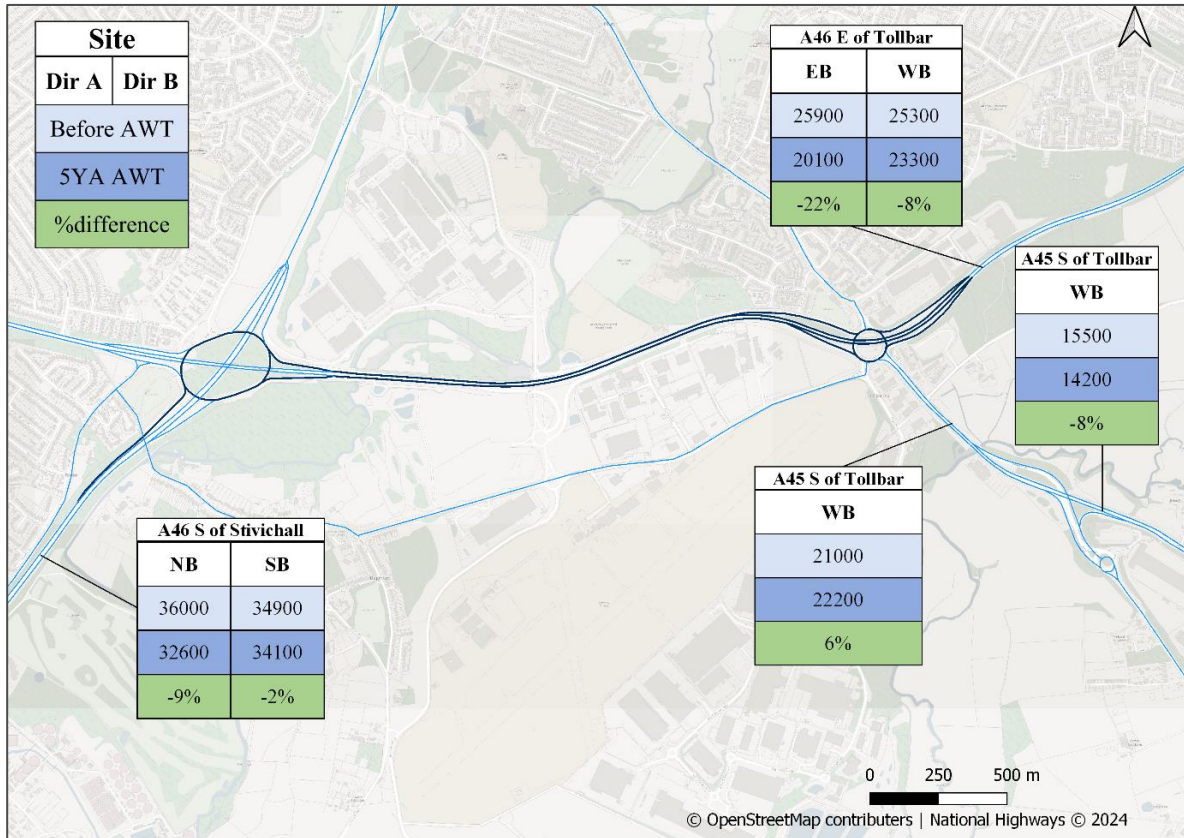 Site
Dir A Dir B
Before AWT
5YA AWT
%difference
A46 E of Tollbar
EB WB
25900 25300
20100 23300
-22% -8%
A45 S of Tollbar
WB
15500
14200
-8%
A45 S of Tollbar
WB
21000
22200
6%
A46 S of Stivichall
NB SB
36000 34900
32600 34100
-9% -2%
0 250 500 m
© OpenStreetMap contributers | National Highways © 2024